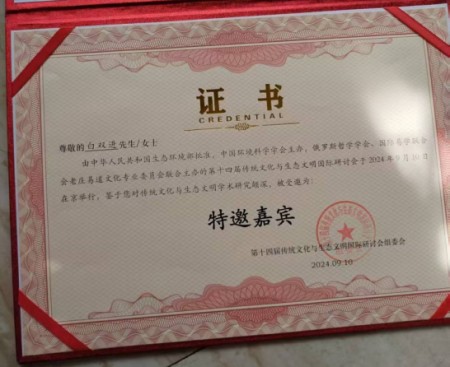 证书
CREDENTIAL
尊敬的白双 先生/女士
由中华人民共和国生态环境部批准,中国环境科学学会主办,俄罗斯哲学学会、国际易学联合
会老庄易道文化专业委员会联合主办的第十四届传统文化与生态文明国际研讨会于2024年 月 0日
在京举行,鉴于您对传统文化与生态文明学术研究颇深,被受邀为:
特邀嘉宾
第十四届传统文化与生态文明国际研讨会组委会
2024.09.10